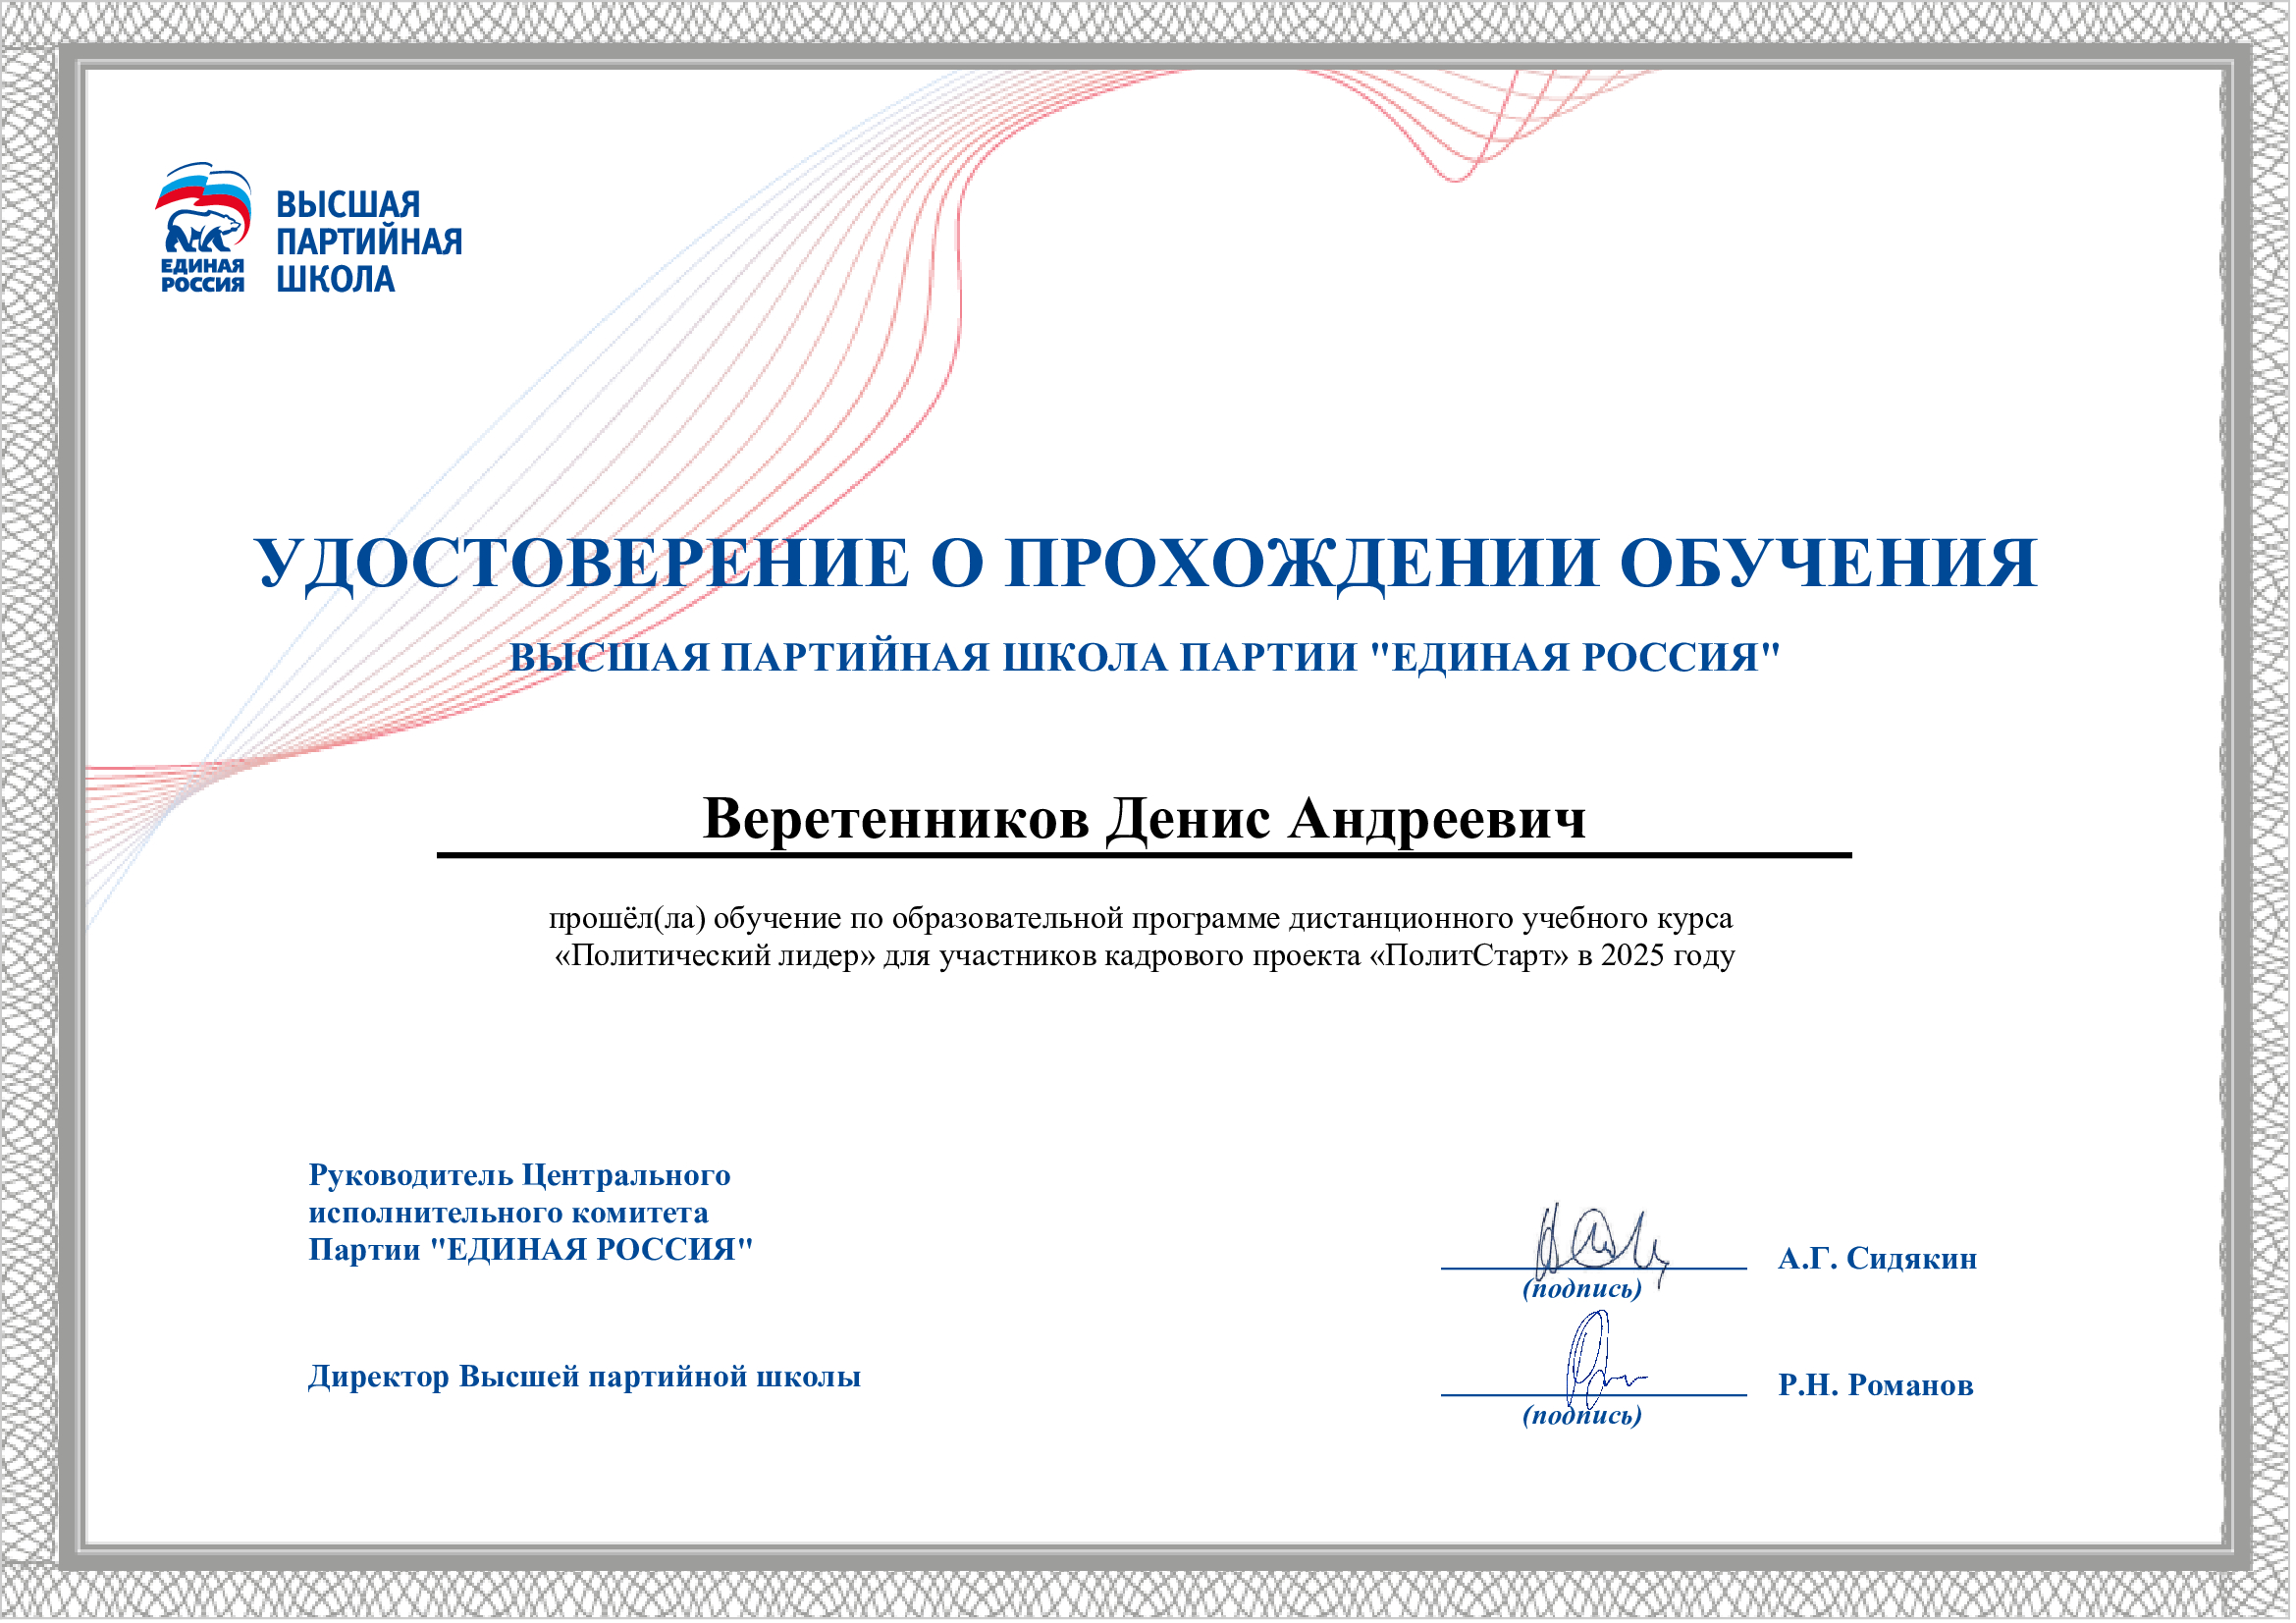 ЕДИНАЯ
РОССИЯ
ВЫСШАЯ
ПАРТИЙНАЯ
ШКОЛА
УДОСТОВЕРЕНИЕ О ПРОХОЖДЕНИИ ОБУЧЕНИЯ
ВЫСШАЯ ПАРТИЙНАЯ ШКОЛА ПАРТИИ "ЕДИНАЯ РОССИЯ"
Веретенников Денис Андреевич
прошёл(ла) обучение по образовательной программе дистанционного учебного курса
«Политический лидер» для участников кадрового проекта «ПолитСтарт» в 2025 году
Руководитель Центрального
исполнительного комитета
Партии "ЕДИНАЯ РОССИЯ"
А.Г. Сидякин
(подпись)
Директор Высшей партийной школы
Р.Н. Романов
(подпись)